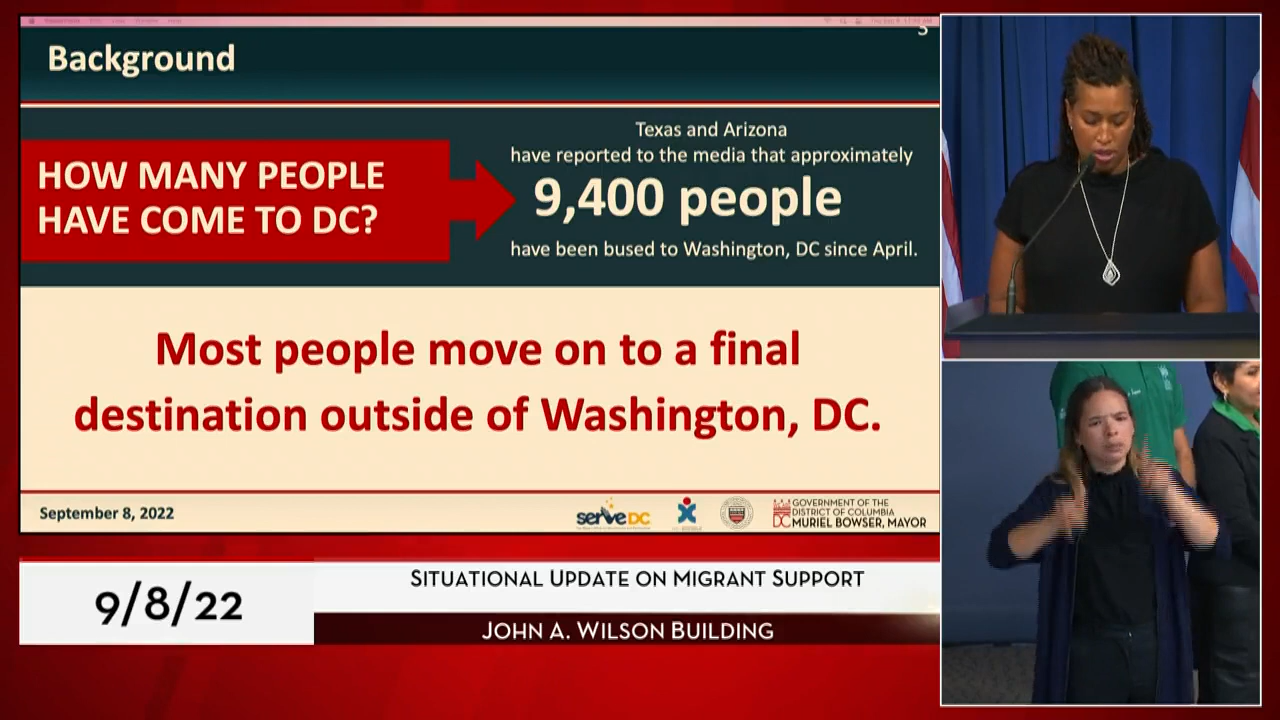 Background
HOW MANY PEOPLE
HAVE COME TO DC?
Texas and Arizona
have reported to the media that approximately
9,400 people
have been bused to Washington, DC since April.
Most people move on to a final
destination outside of Washington, DC.
September 8, 2022
serveDC
GOVERNMENT OF THE
DISTRICT OF COLUMBIA
DC MURIEL BOWSER, MAYOR
9/8/22
SITUATIONAL UPDATE ON MIGRANT SUPPORT
JOHN A. WILSON BUILDING